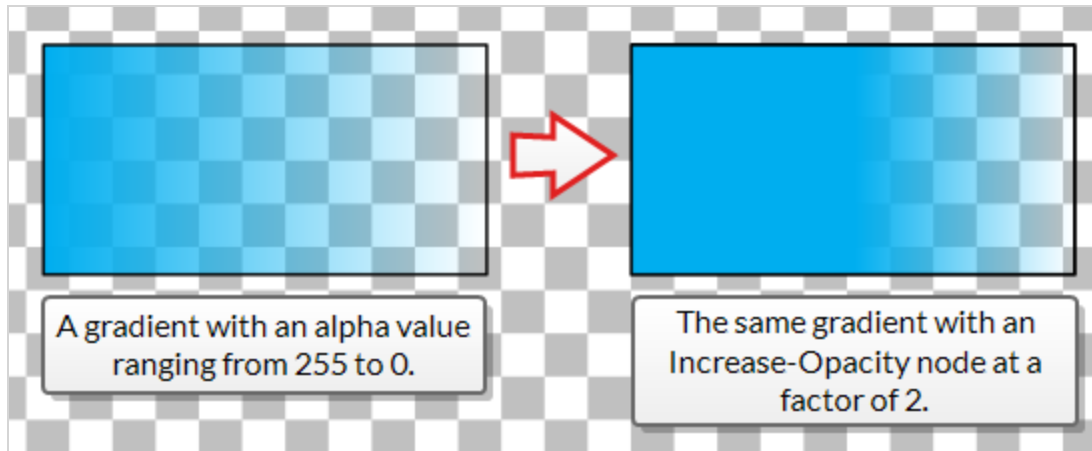 A gradient with an alpha value
ranging from 255 to 0.
The same gradient with an
Increase-Opacity node at a
factor of 2.